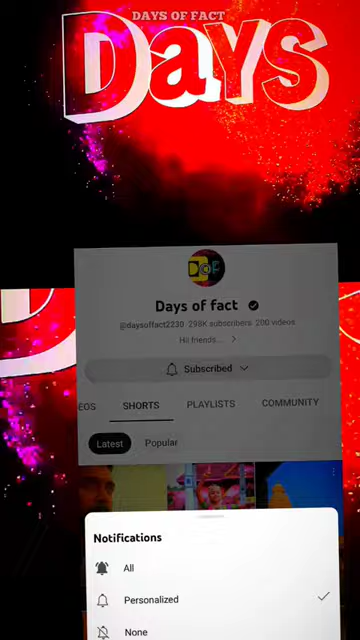 DAYS OF FACT
Days
Days of fact
@daysoffact2230 298K subscribers 200 videos
Hii friends... >
Subscribed
EOS SHORTS PLAYLISTS COMMUNITY
Latest Popular
Notifications
All
Personalized
None